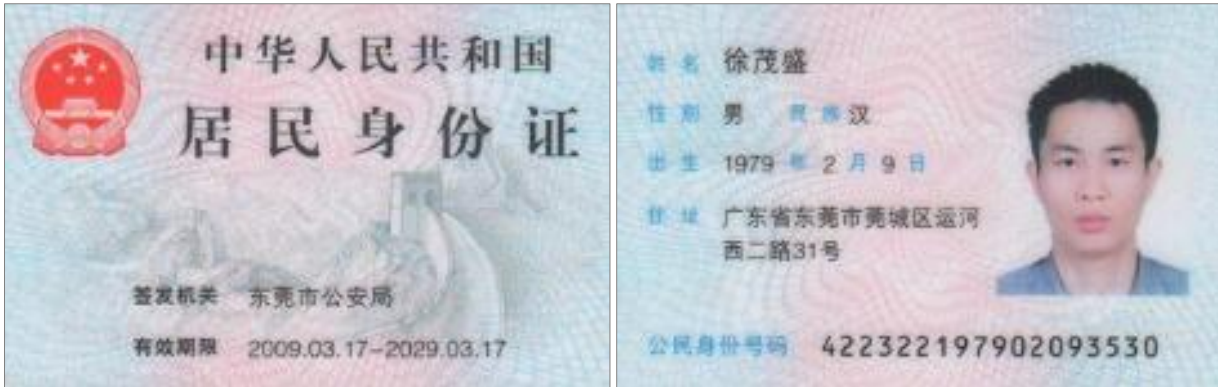 中华人民共和国
居民身份证
签发机关 东莞市公安局
有效期限 2009.03.17-2029.03.17
姓名 徐茂盛
性别 男 民族 汉
出生 1979 年 2 月 9 日
住址 广东省东莞市莞城区运河
西二路31号
公民身份号码 422322197902093530